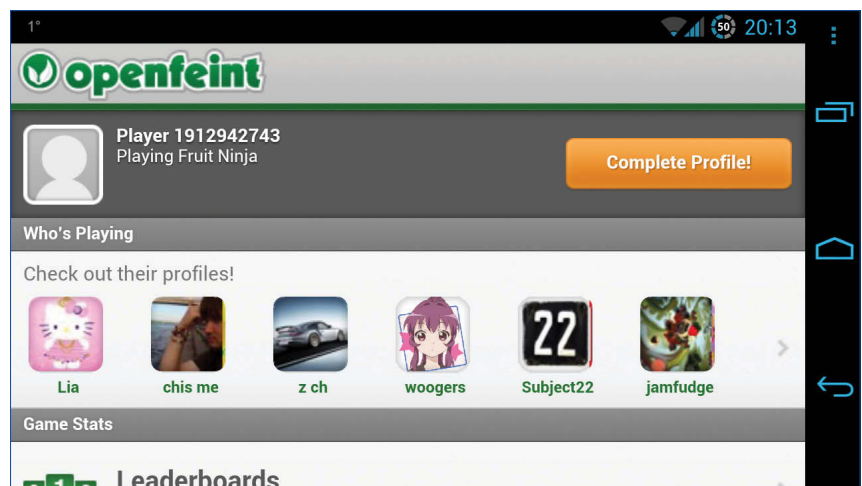 1°
50 20:13
openfeint
Player 1912942743
Playing Fruit Ninja
Complete Profile!
Who's Playing
Check out their profiles!
22
Lia chis me z ch woogers Subject22 jamfudge
Game Stats
1
Leaderboards